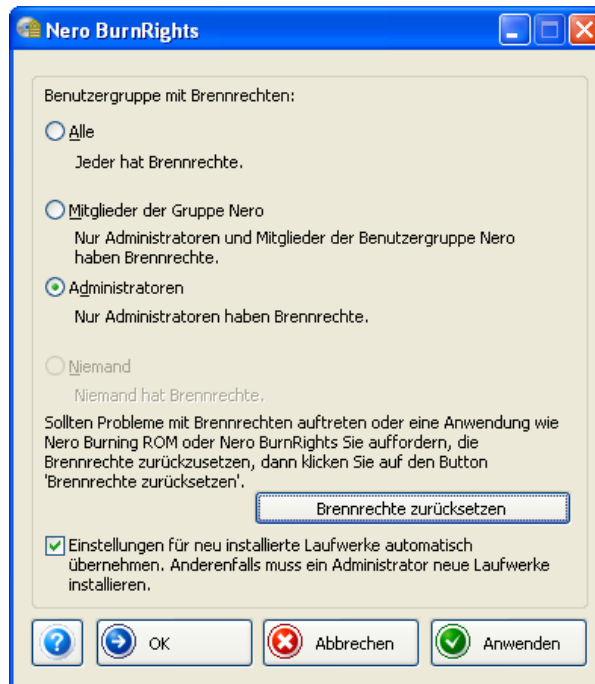 Nero BurnRights
Benutzergruppe mit Brennrechten:
Alle
Jeder hat Brennrechte.
Mitglieder der Gruppe Nero
Nur Administratoren und Mitglieder der Benutzergruppe Nero
haben Brennrechte.
Administratoren
Nur Administratoren haben Brennrechte.
Niemand
Niemand hat Brennrechte.
Sollten Probleme mit Brennrechten auftreten oder eine Anwendung wie
Nero Burning ROM oder Nero BurnRights Sie auffordern, die
Brennrechte zurückzusetzen, dann klicken Sie auf den Button
'Brennrechte zurücksetzen'.
Brennrechte zurücksetzen
Einstellungen für neu installierte Laufwerke automatisch
übernehmen. Anderenfalls muss ein Administrator neue Laufwerke
installieren.
? OK Abbrechen Anwenden